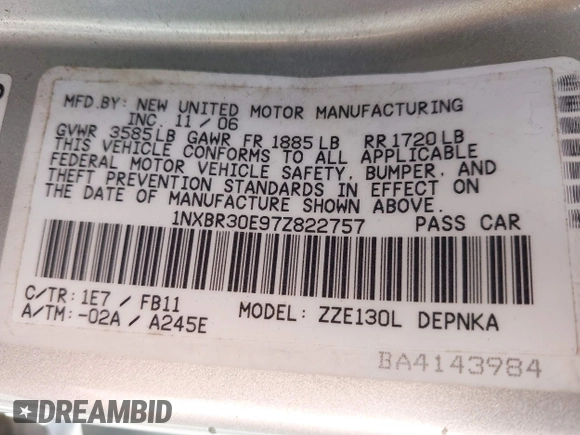 MFD.BY: NEW UNITED MOTOR MANUFACTURING
INC. 11 / 06
GVWR 3585LB GAWR FR 1885LB RR1720LB
THIS VEHICLE CONFORMS TO ALL APPLICABLE
FEDERAL MOTOR VEHICLE SAFETY, BUMPER, AND
THEFT PREVENTION STANDARDS IN EFFECT ON
THE DATE OF MANUFACTURE SHOWN ABOVE.
1NXBR30E97Z822757 PASS CAR
C/TR: 1E7 / FB11
A/TM: -02A / A245E
MODEL: ZZE130L DEPNKA
BA4143984
DREAMBID